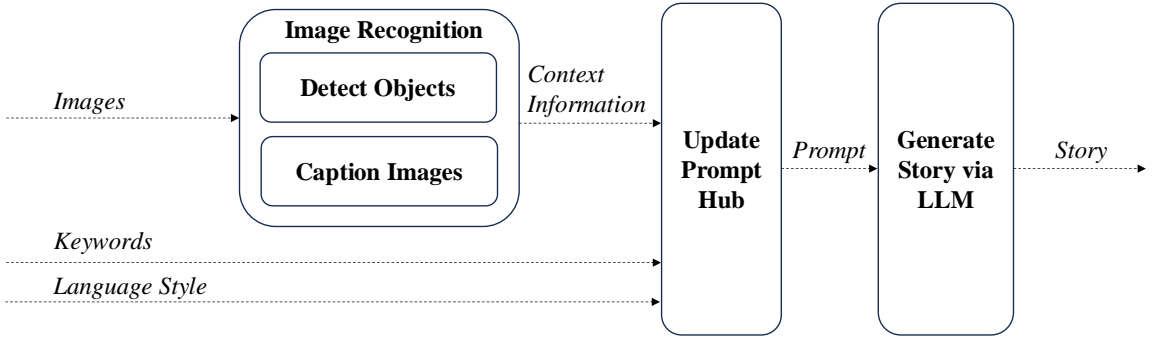 Image Recognition
Detect Objects
Caption Images
Images
Context
Information
Keywords
Language Style
Update
Prompt
Hub
Prompt
Generate
Story via
LLM
Story